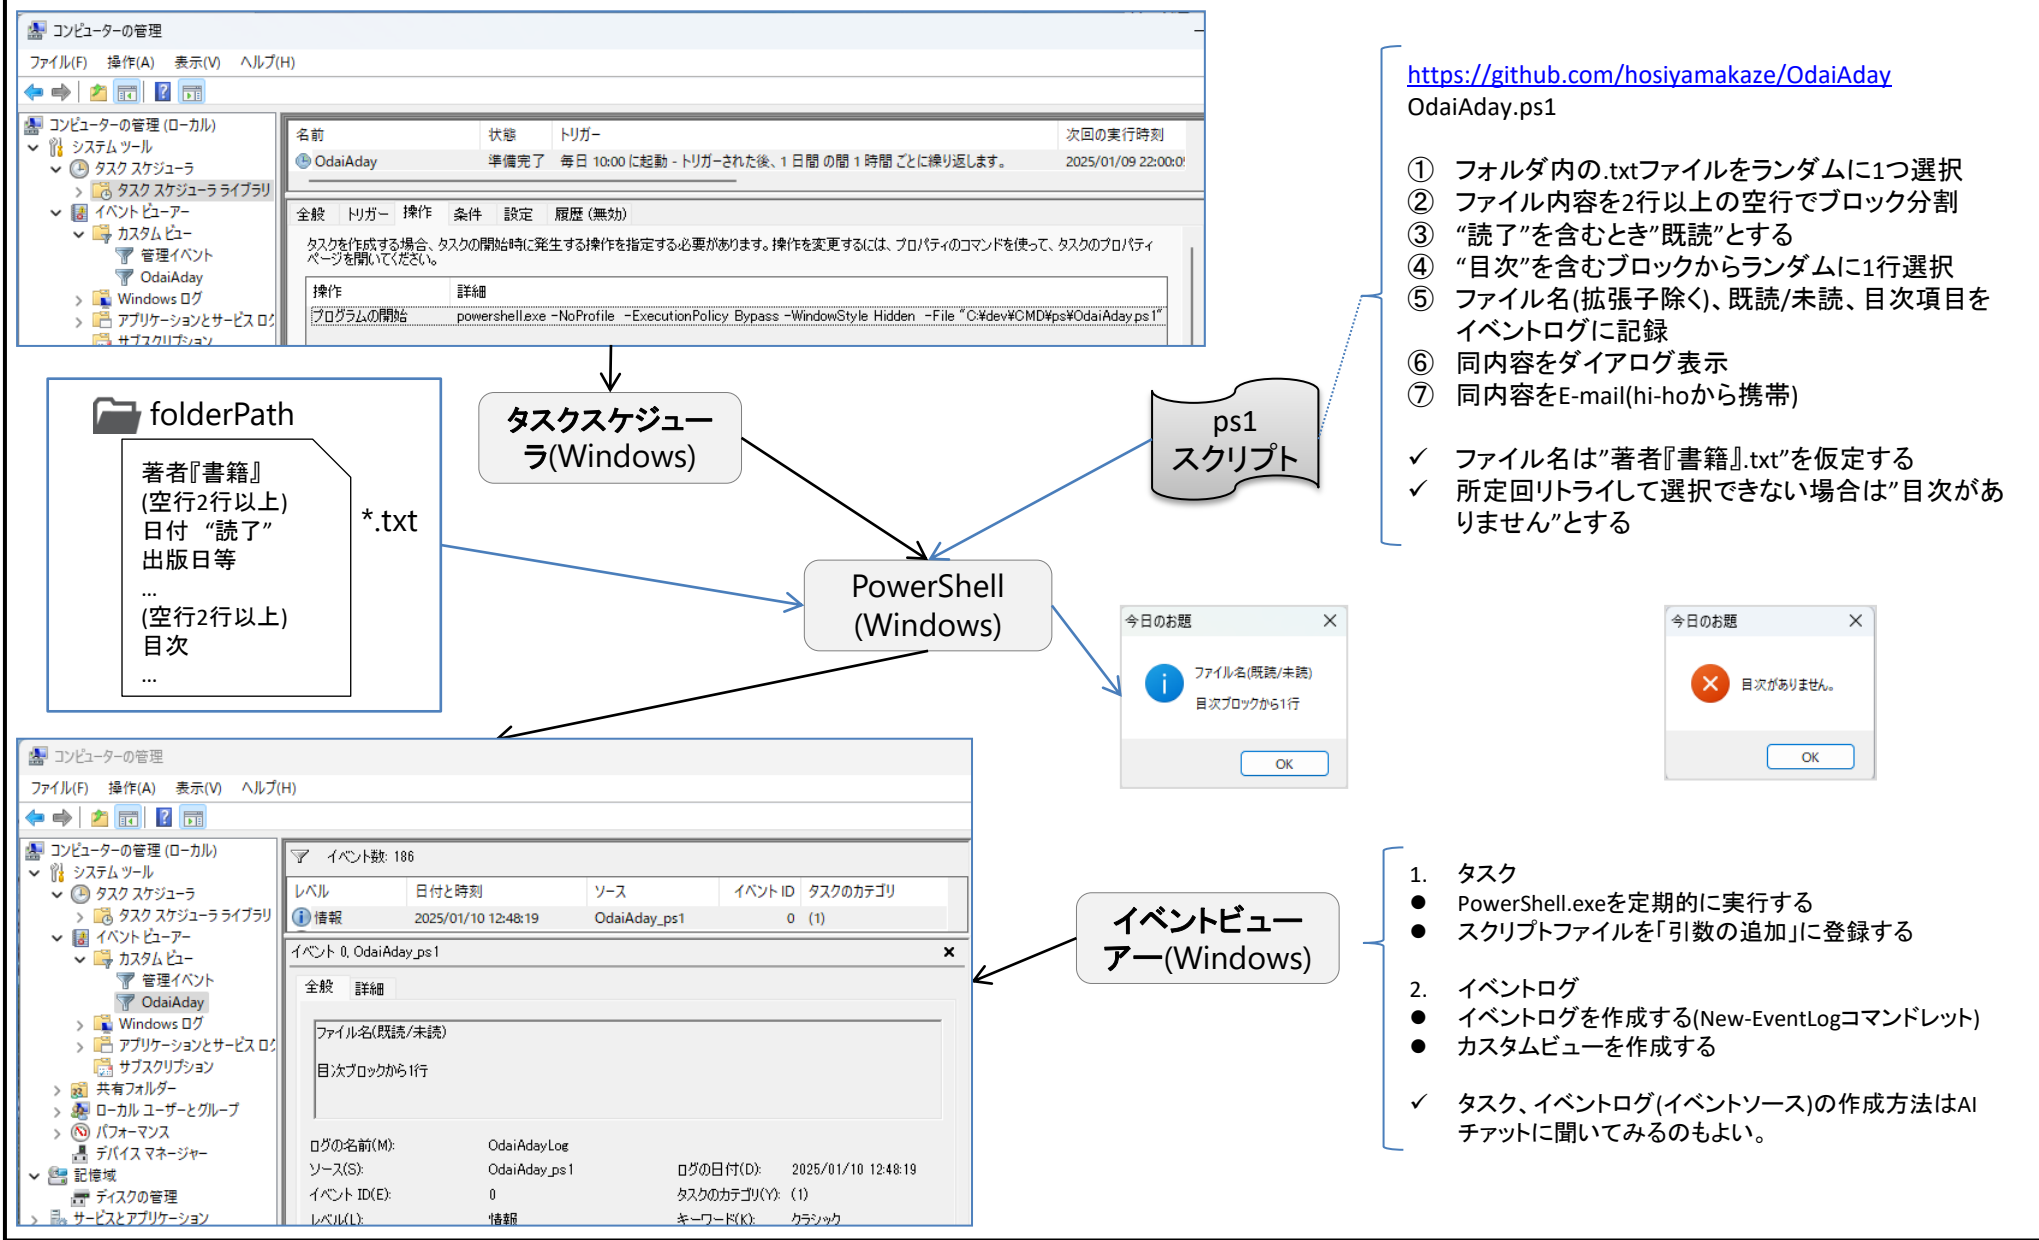 コンピューターの管理
ファイル(F) 操作(A) 表示(V) ヘルプ(H)
コンピューターの管理 (ローカル)
システム ツール
タスク スケジューラ
タスク スケジューラ ライブラリ
イベント ビューアー
カスタム ビュー
管理イベント
OdaiAday
Windows ログ
アプリケーションとサービス ログ
サブスクリプション
名前 状態 トリガー 次回の実行時刻
OdaiAday 準備完了 毎日 10:00 に起動 - トリガーされた後、1 日間 の間 1 時間 ごとに繰り返します。 2025/01/09 22:00:0
全般 トリガー 操作 条件 設定 履歴 (無効)
タスクを作成する場合、タスクの開始時に発生する操作を指定する必要があります。操作を変更するには、プロパティのコマンドを使って、タスクのプロパティ
ページを開いてください。
操作 詳細
プログラムの開始 powershell.exe -NoProfile -ExecutionPolicy Bypass -WindowStyle Hidden -File "C:¥dev¥CMD¥ps¥OdaiAday.ps1"
https://github.com/hosiyamakaze/OdaiAday
OdaiAday.ps1
① フォルダ内の.txtファイルをランダムに1つ選択
② ファイル内容を2行以上の空行でブロック分割
③ “読了”を含むとき”既読”とする
④ “目次”を含むブロックからランダムに1行選択
⑤ ファイル名(拡張子除く)、既読/未読、目次項目を
イベントログに記録
⑥ 同内容をダイアログ表示
⑦ 同内容をE-mail(hi-hoから携帯)
✓ ファイル名は”著者『書籍』.txt”を仮定する
✓ 所定回リトライして選択できない場合は”目次があ
りません”とする
folderPath
著者『書籍』
(空行2行以上)
日付 “読了”
出版日等
...
(空行2行以上)
目次
...
*.txt
タスクスケジュー
ラ(Windows)
ps1
スクリプト
PowerShell
(Windows)
今日のお題
ファイル名(既読/未読)
目次ブロックから1行
OK
今日のお題
目次がありません。
OK
コンピューターの管理
ファイル(F) 操作(A) 表示(V) ヘルプ(H)
コンピューターの管理 (ローカル)
システム ツール
タスク スケジューラ
タスク スケジューラ ライブラリ
イベント ビューアー
カスタム ビュー
管理イベント
OdaiAday
Windows ログ
アプリケーションとサービス ログ
サブスクリプション
共有フォルダー
ローカル ユーザーとグループ
パフォーマンス
デバイス マネージャー
記憶域
ディスクの管理
サービスとアプリケーション
イベント数: 186
レベル 日付と時刻 ソース イベント ID タスクのカテゴリ
情報 2025/01/10 12:48:19 OdaiAday_ps1 0 (1)
イベント 0, OdaiAday_ps1
全般 詳細
ファイル名(既読/未読)
目次ブロックから1行
ログの名前(M): OdaiAdayLog
ソース(S): OdaiAday_ps1 ログの日付(D): 2025/01/10 12:48:19
イベント ID(E): 0 タスクのカテゴリ(Y): (1)
レベル(L): 情報 キーワード(K): クラシック
イベントビュー
アー(Windows)
1. タスク
● PowerShell.exeを定期的に実行する
● スクリプトファイルを「引数の追加」に登録する
2. イベントログ
● イベントログを作成する(New-EventLogコマンドレット)
● カスタムビューを作成する
✓ タスク、イベントログ(イベントソース)の作成方法はAI
チャットに聞いてみるのもよい。